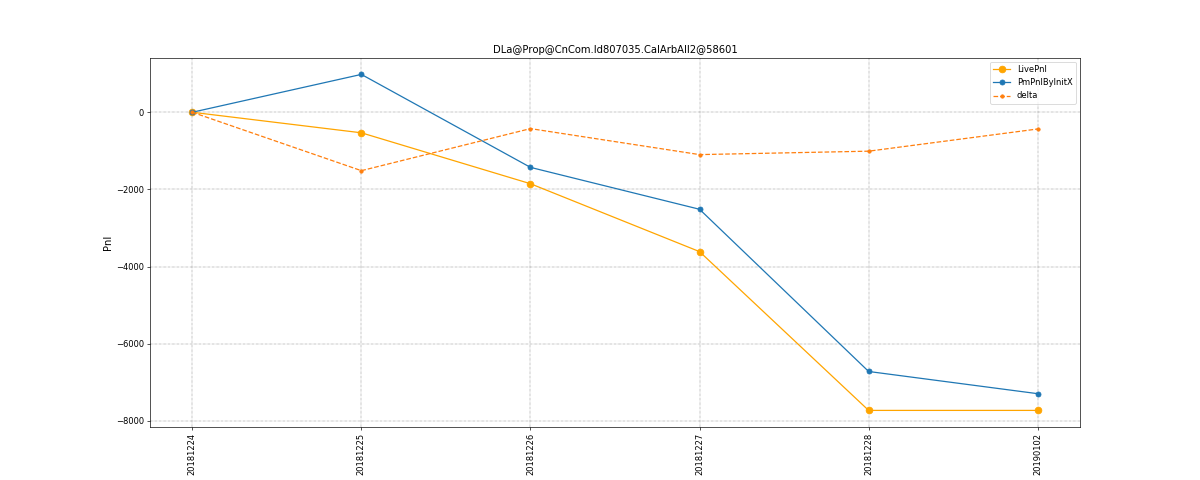 DLa@Prop@CnCom.Id807035.CalArbAll2@58601
LivePnl
PmPnlByInitX
delta
0
−2000
−4000
−6000
−8000
Pnl
20181224
20181225
20181226
20181227
20181228
20190102